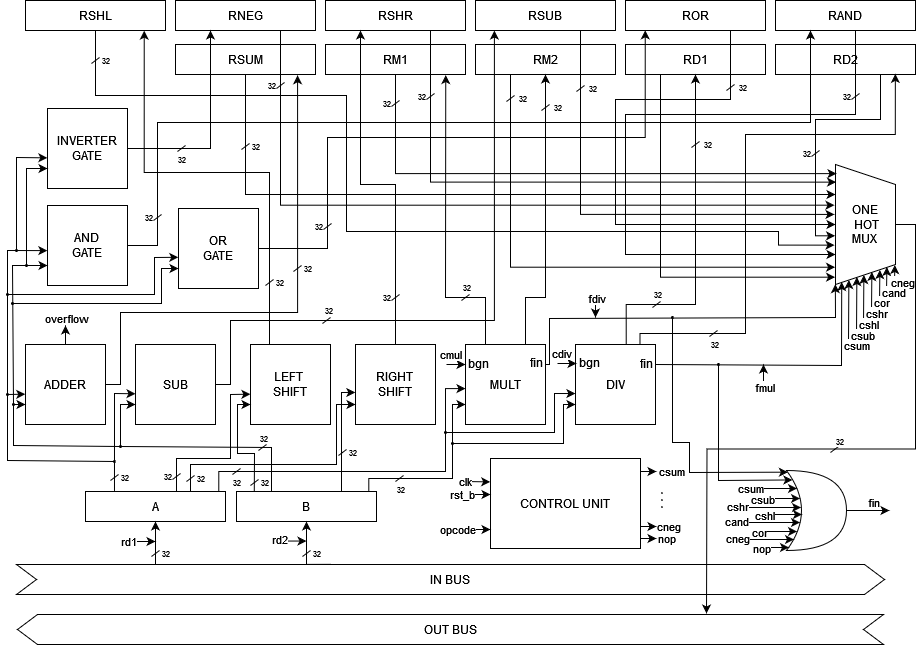 RSHL
RNEG
RSHR
RSUB
ROR
RAND
RSUM
RM1
RM2
RD1
RD2
32
32
32
32
32
32
32
32
32
INVERTER
GATE
32
32
32
32
AND
GATE
32
OR
GATE
32
ONE
HOT
MUX
32
32
32
32
32
32
32
cneg
cand
cor
cshr
cshl
csub
csum
overflow
fdiv
ADDER
SUB
LEFT
SHIFT
RIGHT
SHIFT
cmul
bgn
fin
MULT
cdiv
bgn
fin
DIV
fmul
32
32
32
32
32
32
32
32
32
A
B
rd1
32
rd2
32
clk
rst_b
opcode
CONTROL UNIT
csum
cneg
nop
csum
csub
cshr
cshl
cand
cor
cneg
nop
fin
IN BUS
OUT BUS